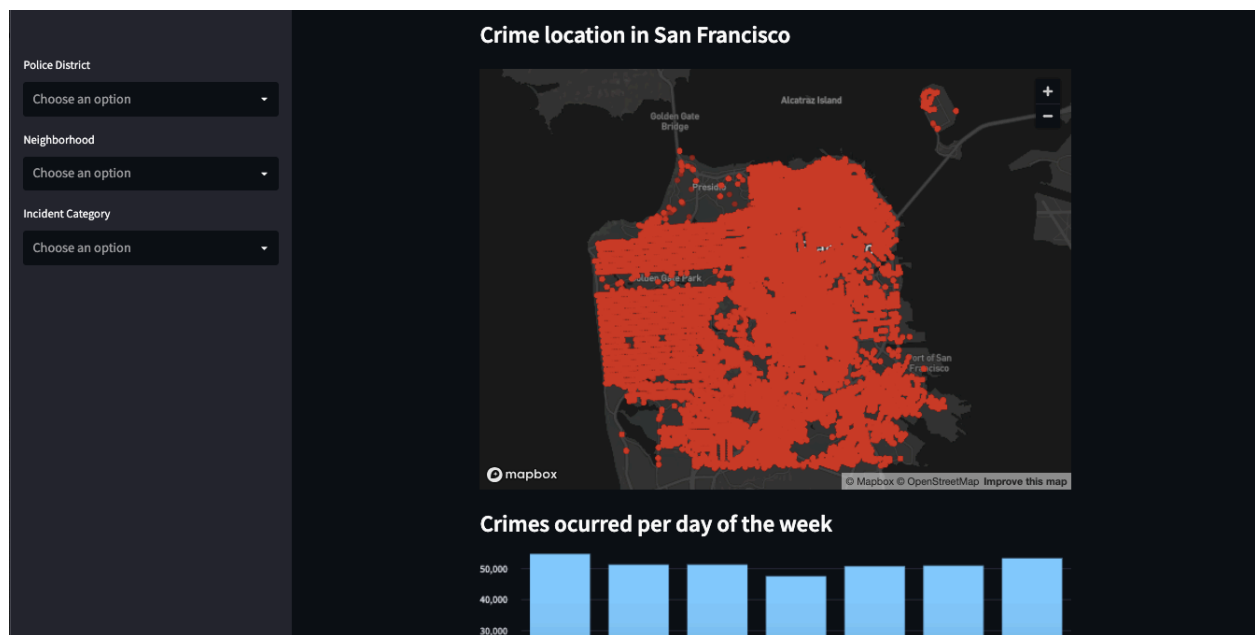 Crime location in San Francisco
Police District
Choose an option
Neighborhood
Choose an option
Incident Category
Choose an option
Alcatraz Island
Golden Gate
Bridge
Presidio
Golden Gate Park
Port of San
Francisco
+
−
mapbox
© Mapbox © OpenStreetMap Improve this map
Crimes ocurred per day of the week
50,000
40,000
30,000